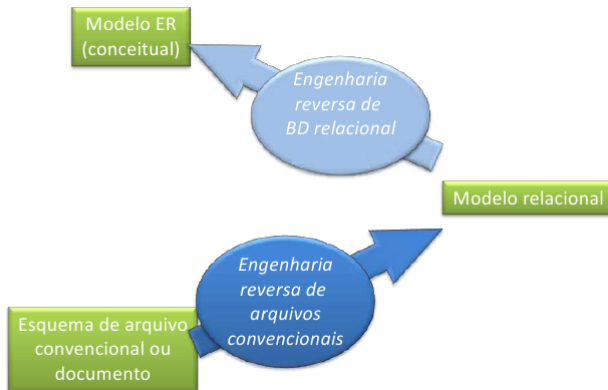 Modelo ER
(conceitual)
Engenharia
reversa de
BD relacional
Modelo relacional
Engenharia
reversa de
arquivos
convencionais
Esquema de arquivo
convencional ou
documento